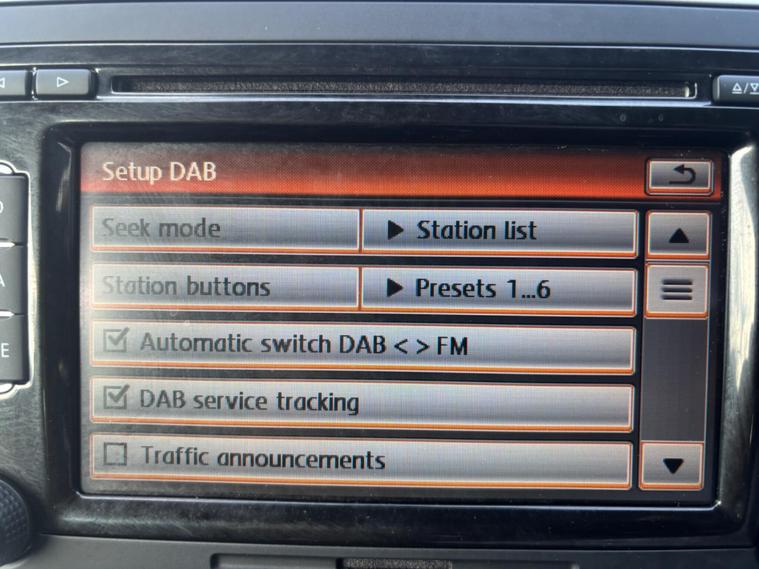 Setup DAB
Seek mode Station list
Station buttons Presets 1...6
Automatic switch DAB < > FM
DAB service tracking
Traffic announcements